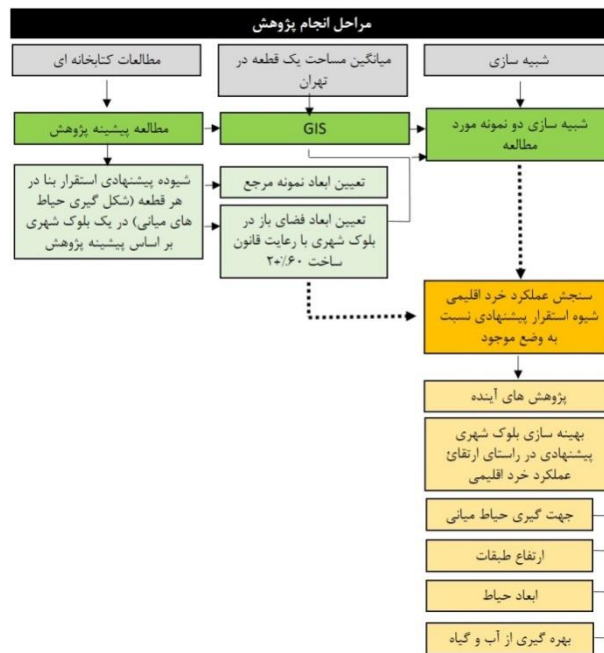 مراحل انجام پژوهش
مطالعات کتابخانه ای
میانگین مساحت یک قطعه در
تهران
شبیه سازی
مطالعه پیشینه پژوهش
GIS
شبیه سازی دو نمونه مورد
مطالعه
شیوده پیشنهادی استقرار بنا در
هر قطعه (شکل گیری حیاط
های میانی) در یک بلوک شهری
بر اساس پیشینه پژوهش
تعیین ابعاد نمونه مرجع
تعیین ابعاد فضای باز در
بلوک شهری با رعایت قانون
ساخت ۶۰٪+۲
سنجش عملکرد خرد اقلیمی
شیوه استقرار پیشنهادی نسبت
به وضع موجود
پژوهش های آینده
بهینه سازی بلوک شهری
پیشنهادی در راستای ارتقائ
عملکرد خرد اقلیمی
جهت گیری حیاط میانی
ارتفاع طبقات
ابعاد حیاط
بهره گیری از آب و گیاه